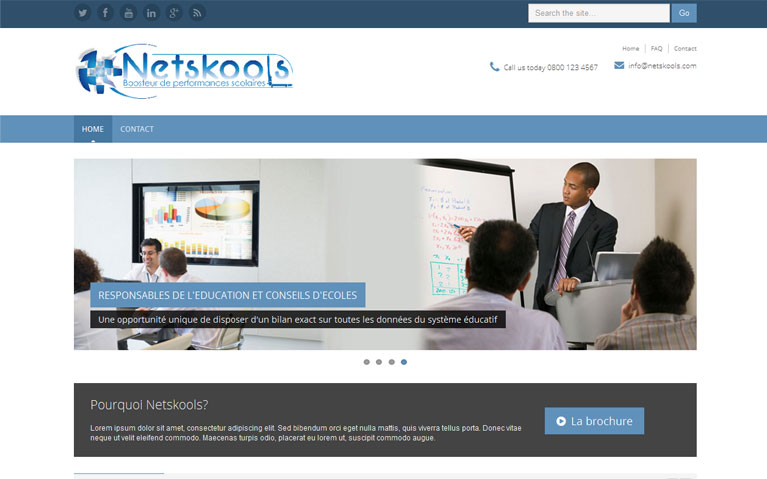 Search the site...
Go
Home
FAQ
Contact
Call us today 0800 123 4567
info@netskools.com
Netskools
Boosteur de performances scolaires
HOME
CONTACT
RESPONSABLES DE L'EDUCATION ET CONSEILS D'ECOLES
Une opportunité unique de disposer d'un bilan exact sur toutes les données du système éducatif
Pourquoi Netskools?
Lorem ipsum dolor sit amet, consectetur adipiscing elit. Sed bibendum orci eget nulla mattis, quis viverra tellus porta. Donec vitae
neque ut velit eleifend commodo. Maecenas turpis odio, placerat eu lorem ut, suscipit commodo augue.
La brochure